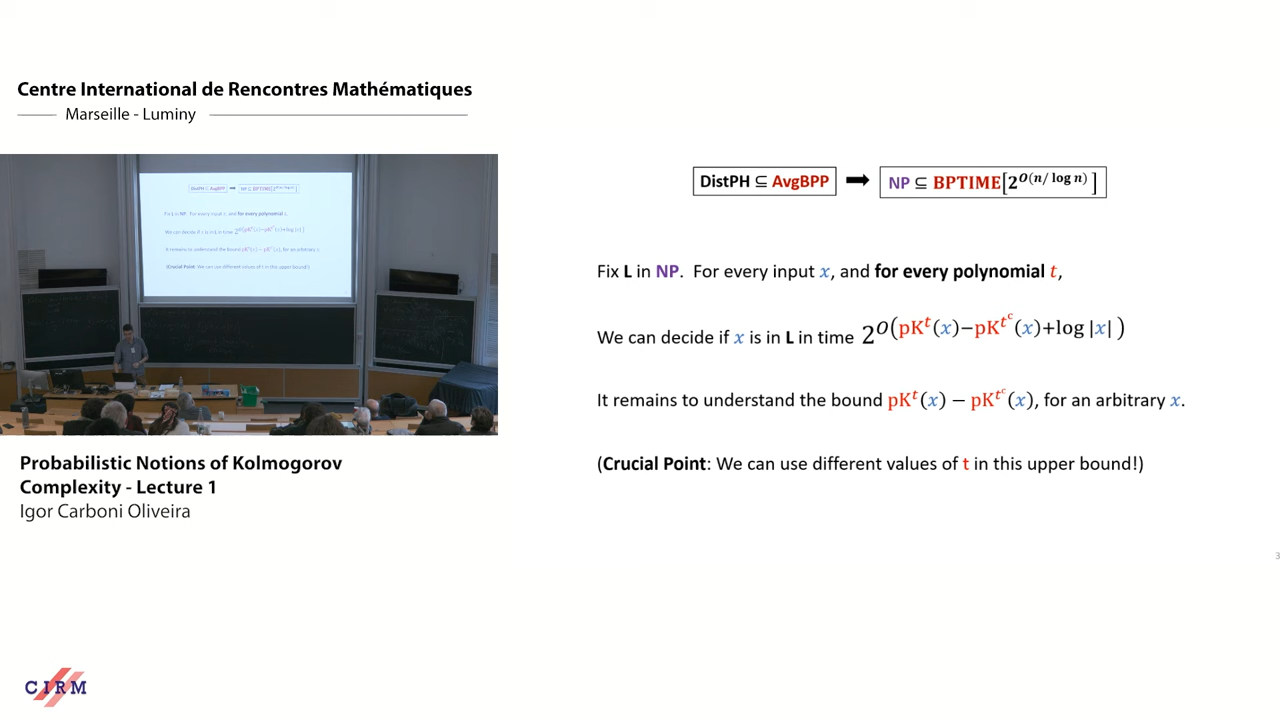 Centre International de Rencontres Mathématiques
Marseille - Luminy
DistPH ⊆ AvgBPP ➡ NP ⊆ BPTIME[2^{O(n/ log n)}]
Fix L in NP. For every input x, and for every polynomial t,
We can decide if x is in L in time 2^{O(pK^t(x)−pK^{t^c}(x)+log |x|)}
It remains to understand the bound pK^t(x) − pK^{t^c}(x), for an arbitrary x.
(Crucial Point: We can use different values of t in this upper bound!)
3
Probabilistic Notions of Kolmogorov
Complexity - Lecture 1
Igor Carboni Oliveira
CIRM